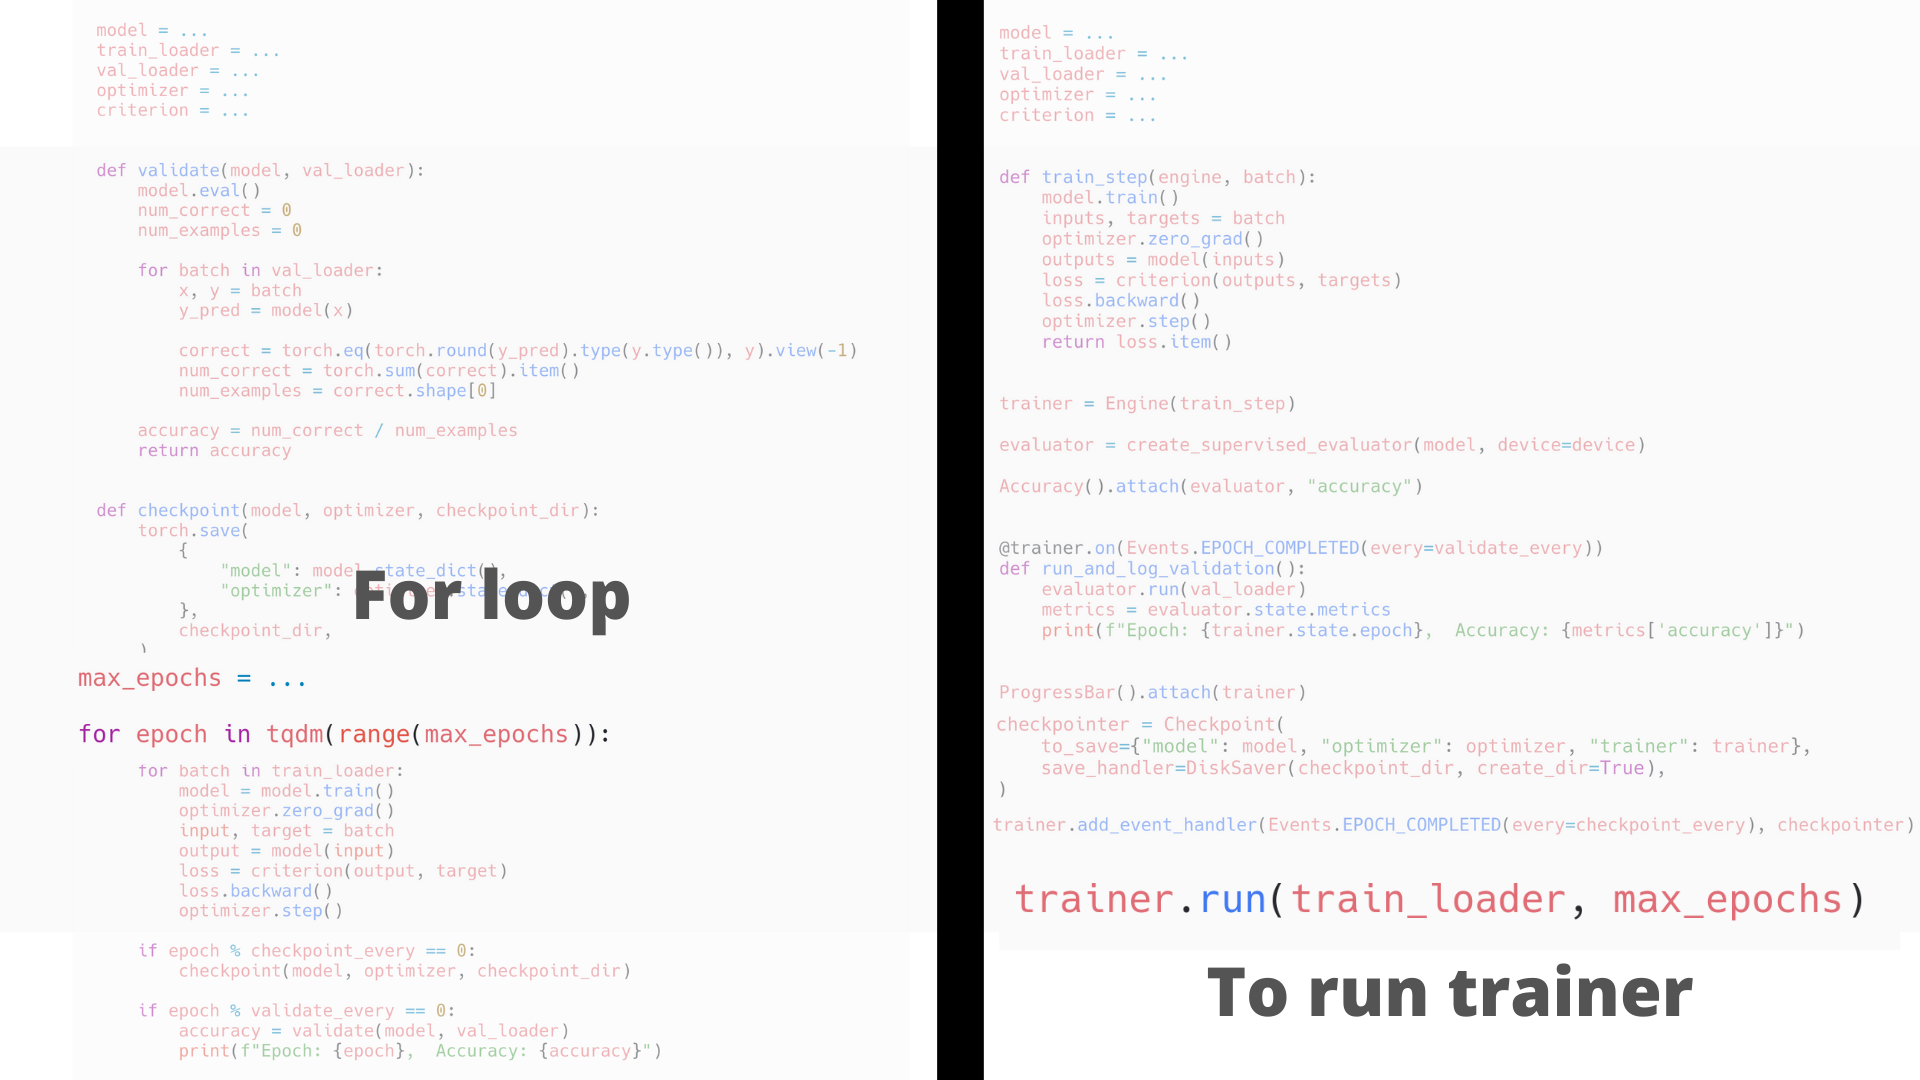 model = ...
train_loader = ...
val_loader = ...
optimizer = ...
criterion = ...
def validate(model, val_loader):
    model.eval()
    num_correct = 0
    num_examples = 0
    for batch in val_loader:
        x, y = batch
        y_pred = model(x)
        correct = torch.eq(torch.round(y_pred).type(y.type()), y).view(-1)
        num_correct = torch.sum(correct).item()
        num_examples = correct.shape[0]
    accuracy = num_correct / num_examples
    return accuracy
def checkpoint(model, optimizer, checkpoint_dir):
    torch.save(
        {
            "model": model.state_dict(),
            "optimizer":
        },
        checkpoint_dir,
    )
For loop
max_epochs = ...
for epoch in tqdm(range(max_epochs)):
    for batch in train_loader:
        model = model.train()
        optimizer.zero_grad()
        input, target = batch
        output = model(input)
        loss = criterion(output, target)
        loss.backward()
        optimizer.step()
    if epoch % checkpoint_every == 0:
        checkpoint(model, optimizer, checkpoint_dir)
    if epoch % validate_every == 0:
        accuracy = validate(model, val_loader)
        print(f"Epoch: {epoch},  Accuracy: {accuracy}")
model = ...
train_loader = ...
val_loader = ...
optimizer = ...
criterion = ...
def train_step(engine, batch):
    model.train()
    inputs, targets = batch
    optimizer.zero_grad()
    outputs = model(inputs)
    loss = criterion(outputs, targets)
    loss.backward()
    optimizer.step()
    return loss.item()
trainer = Engine(train_step)
evaluator = create_supervised_evaluator(model, device=device)
Accuracy().attach(evaluator, "accuracy")
@trainer.on(Events.EPOCH_COMPLETED(every=validate_every))
def run_and_log_validation():
    evaluator.run(val_loader)
    metrics = evaluator.state.metrics
    print(f"Epoch: {trainer.state.epoch},  Accuracy: {metrics['accuracy']}")
ProgressBar().attach(trainer)
checkpointer = Checkpoint(
    to_save={"model": model, "optimizer": optimizer, "trainer": trainer},
    save_handler=DiskSaver(checkpoint_dir, create_dir=True),
)
trainer.add_event_handler(Events.EPOCH_COMPLETED(every=checkpoint_every), checkpointer)
trainer.run(train_loader, max_epochs)
To run trainer